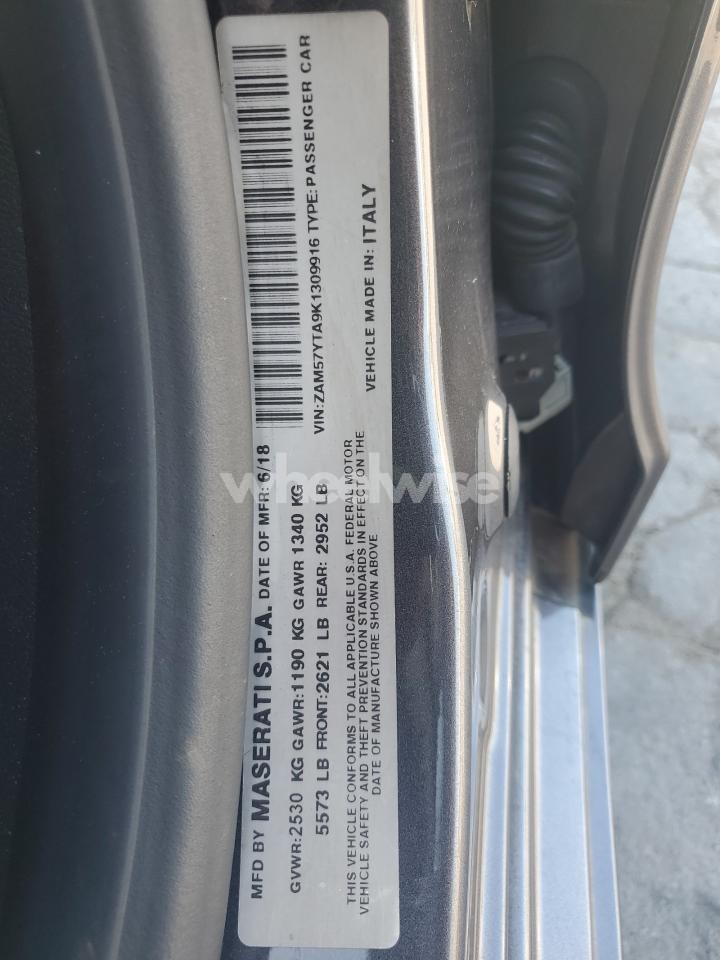 MFD BY MASERATI S.P.A. DATE OF MFR: 6/18
GVWR:2530 KG GAWR:1190 KG GAWR 1340 KG
5573 LB FRONT:2621 LB REAR: 2952 LB
THIS VEHICLE CONFORMS TO ALL APPLICABLE U.S.A. FEDERAL MOTOR
VEHICLE SAFETY AND THEFT PREVENTION STANDARDS IN EFFECT ON THE
DATE OF MANUFACTURE SHOWN ABOVE
VIN:ZAM57YTA9K1309916 TYPE:PASSENGER CAR
VEHICLE MADE IN: ITALY
wheelwise